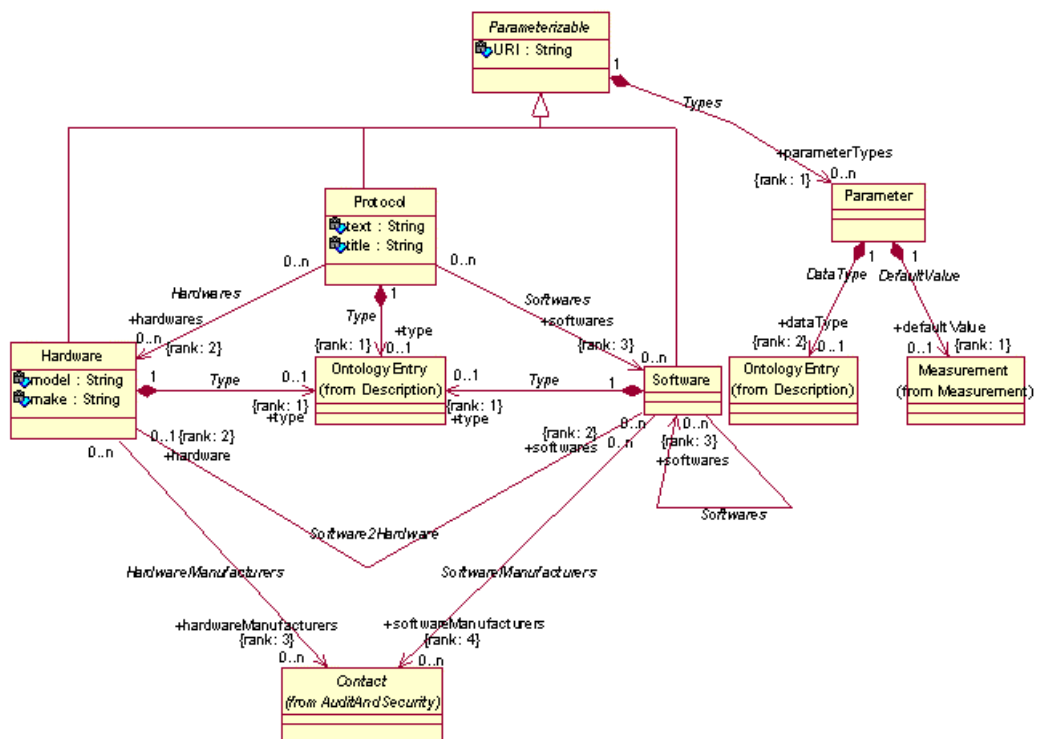 Parameterizable
URI : String
1
Types
+parameterTypes
{rank: 1}
0..n
Parameter
Protocol
text : String
title : String
1
1
DataType
DefaultValue
0..n
0..n
Hardwares
1
Softwares
+hardwares
Type
+softwares
+dataType
+defaultValue
0..n
{rank: 2}
+type
{rank: 1}
0..1
{rank: 3}
0..n
{rank: 2}
0..1
0..1
{rank: 1}
Hardware
model : String
make : String
1
Type
0..1
{rank: 1}
+type
OntologyEntry
(from Description)
0..1
Type
1
{rank: 1}
+type
Software
OntologyEntry
(from Description)
Measurement
(from Measurement)
0..1
{rank: 2}
+hardware
0..n
0..n
{rank: 2}
+softwares
0..n
0..n
{rank: 3}
+softwares
Softwares
Software2Hardware
HardwareManufacturers
SoftwareManufacturers
+hardwareManufacturers
{rank: 3}
0..n
+softwareManufacturers
{rank: 4}
0..n
Contact
(from AuditAndSecurity)